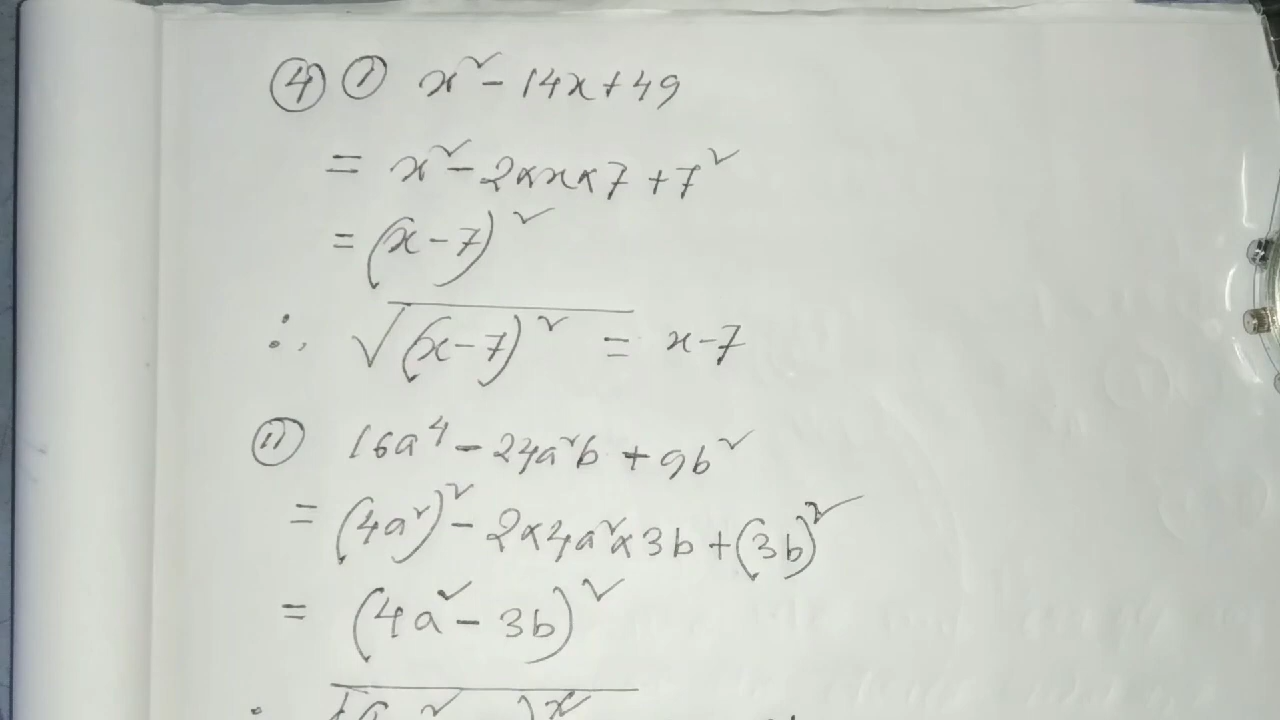 ④ ① x² - 14x + 49
= x² - 2×x×7 + 7²
= (x - 7)²
∴ √(x - 7)² = x - 7
⑪ 16a⁴ - 24a²b + 9b²
= (4a²)² - 2×4a²×3b + (3b)²
= (4a² - 3b)²